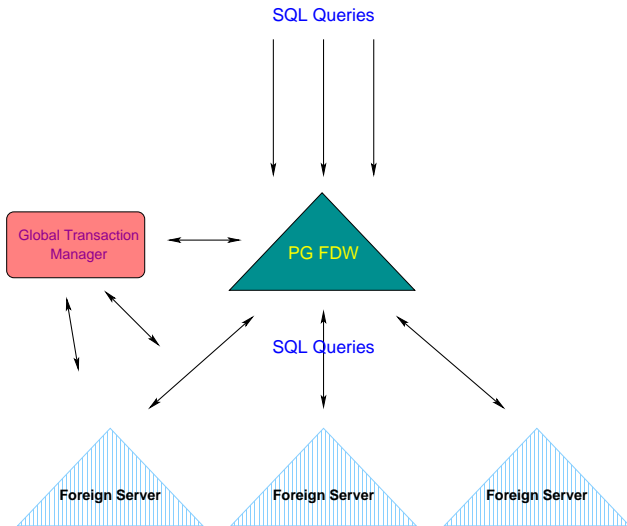 SQL Queries
Global Transaction
Manager
PG FDW
SQL Queries
Foreign Server
Foreign Server
Foreign Server